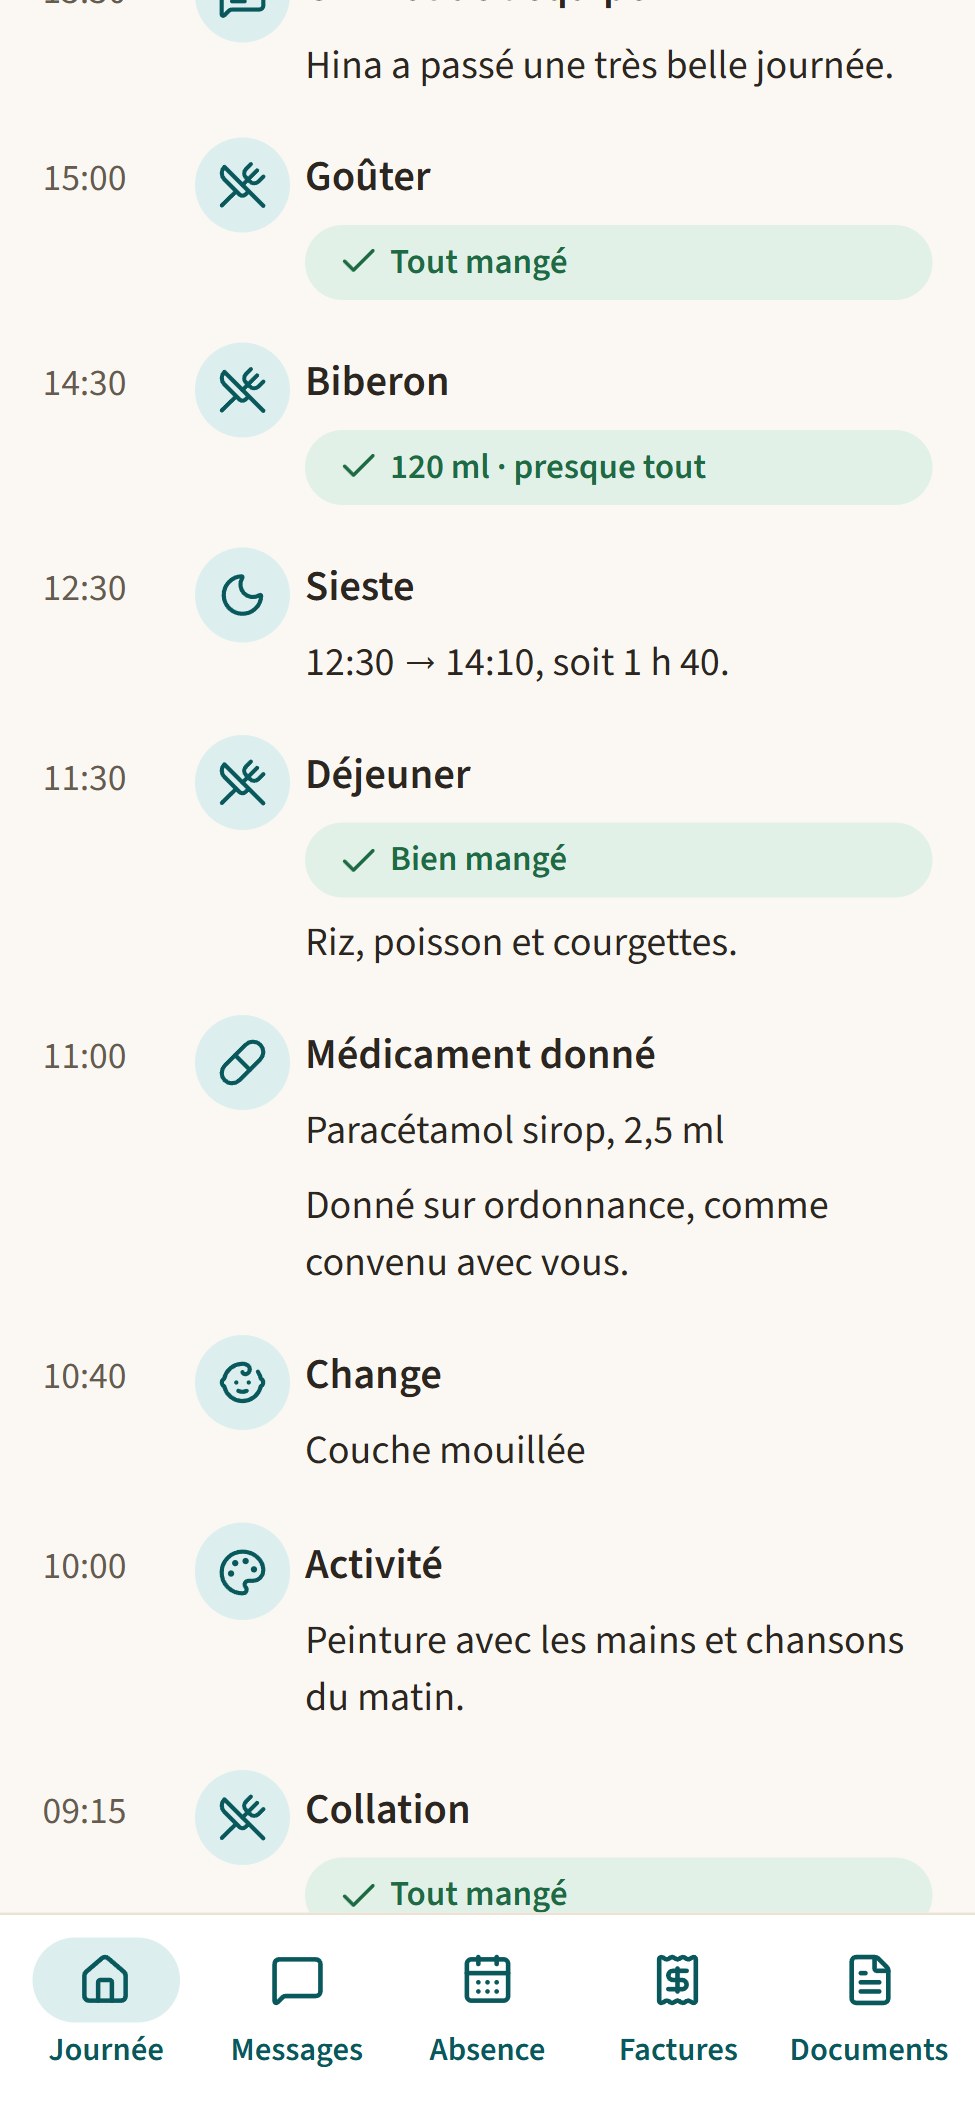 Hina a passé une très belle journée.
15:00
Goûter
Tout mangé
14:30
Biberon
120 ml · presque tout
12:30
Sieste
12:30 → 14:10, soit 1 h 40.
11:30
Déjeuner
Bien mangé
Riz, poisson et courgettes.
11:00
Médicament donné
Paracétamol sirop, 2,5 ml
Donné sur ordonnance, comme
convenu avec vous.
10:40
Change
Couche mouillée
10:00
Activité
Peinture avec les mains et chansons
du matin.
09:15
Collation
Tout mangé
Journée
Messages
Absence
Factures
Documents